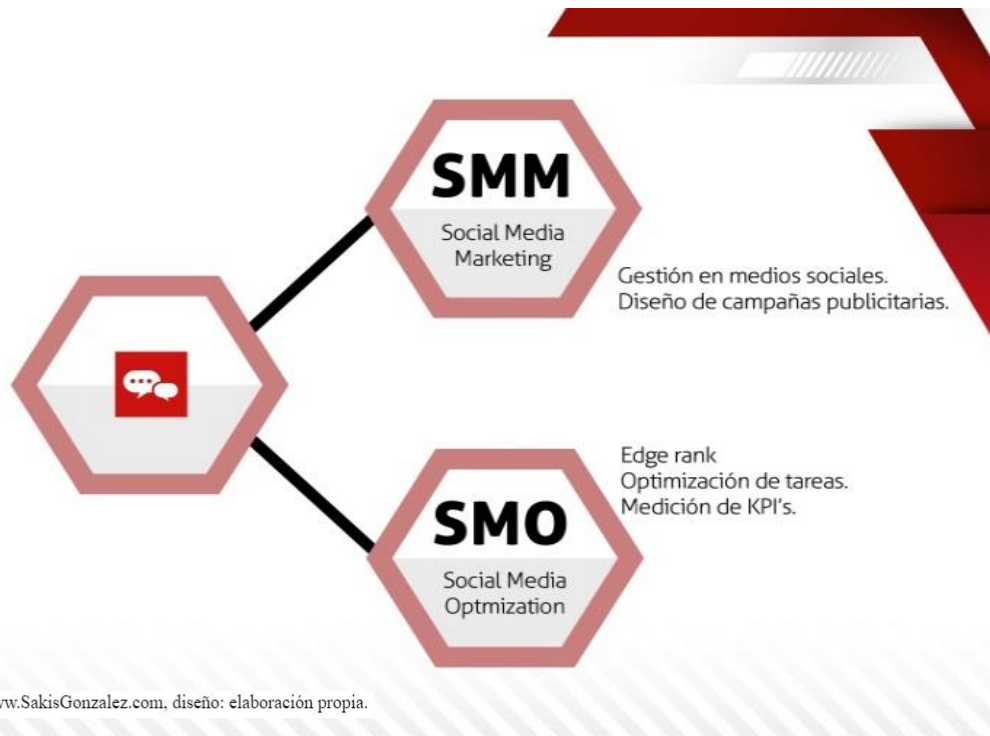 SMM
Social Media
Marketing
Gestión en medios sociales.
Diseño de campañas publicitarias.
Edge rank
Optimización de tareas.
Medición de KPI's.
SMO
Social Media
Optmization
w.SakisGonzalez.com, diseño: elaboración propia.